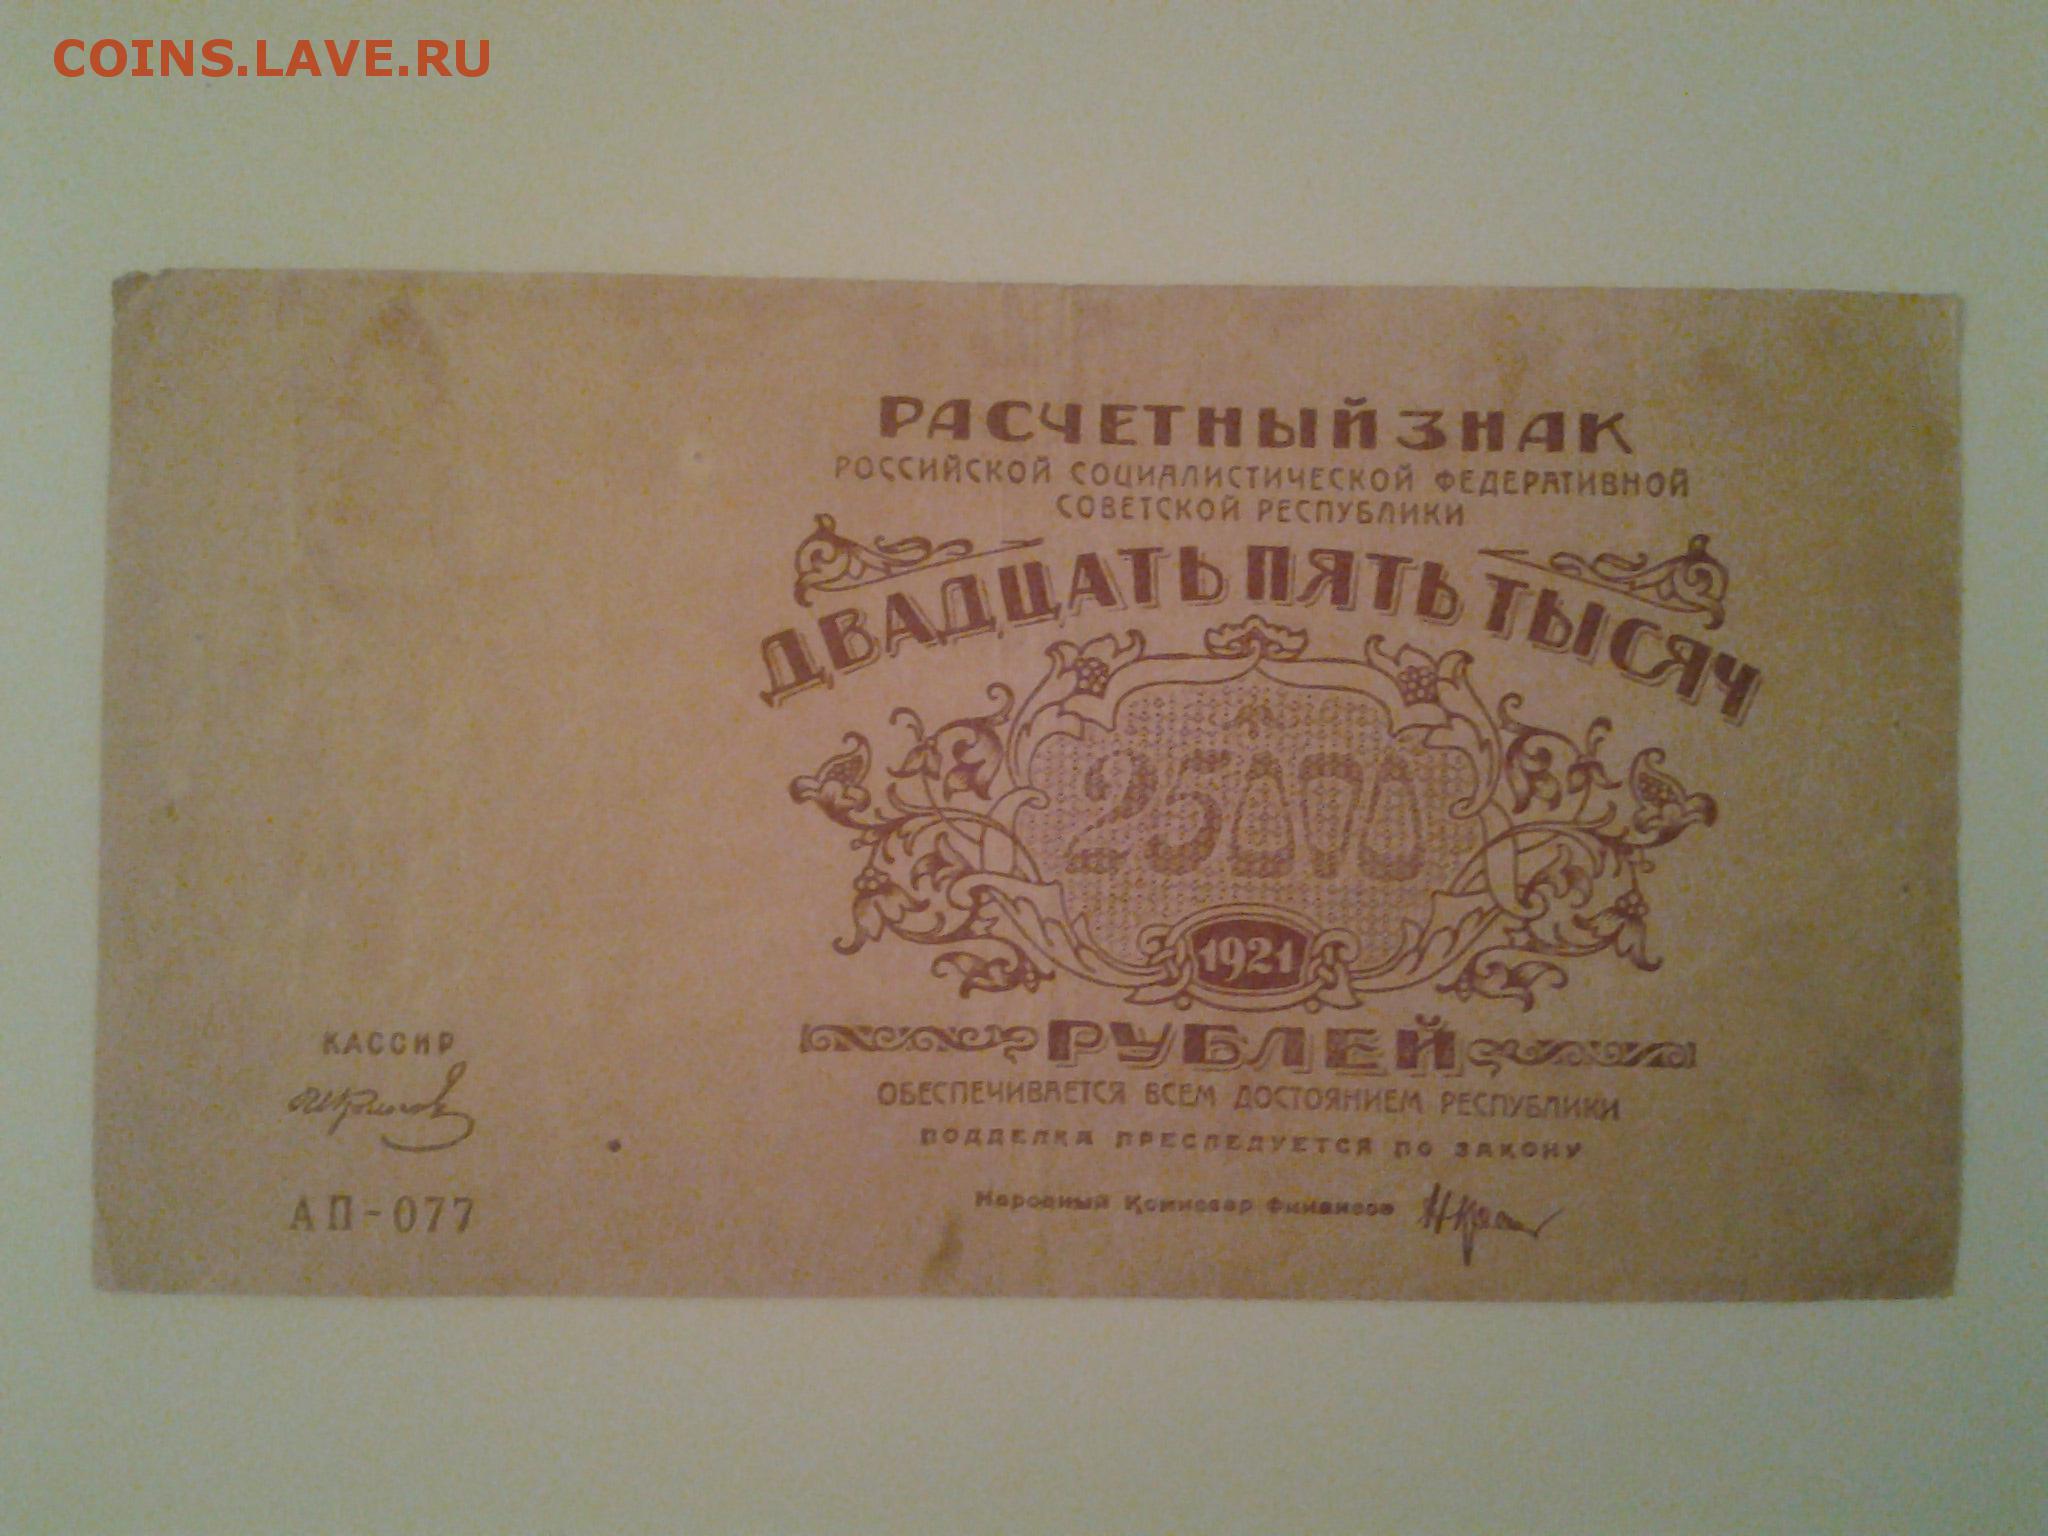 COINS.LAVE.RU
РАСЧЕТНЫЙ ЗНАК
РОССИЙСКОЙ СОЦИАЛИСТИЧЕСКОЙ ФЕДЕРАТИВНОЙ
СОВЕТСКОЙ РЕСПУБЛИКИ
ДВАДЦАТЬ ПЯТЬ ТЫСЯЧ
25000
1921
РУБЛЕЙ
ОБЕСПЕЧИВАЕТСЯ ВСЕМ ДОСТОЯНИЕМ РЕСПУБЛИКИ
ПОДДЕЛКА ПРЕСЛЕДУЕТСЯ ПО ЗАКОНУ
Народный Комиссар Финансов
КАССИР
АП-077